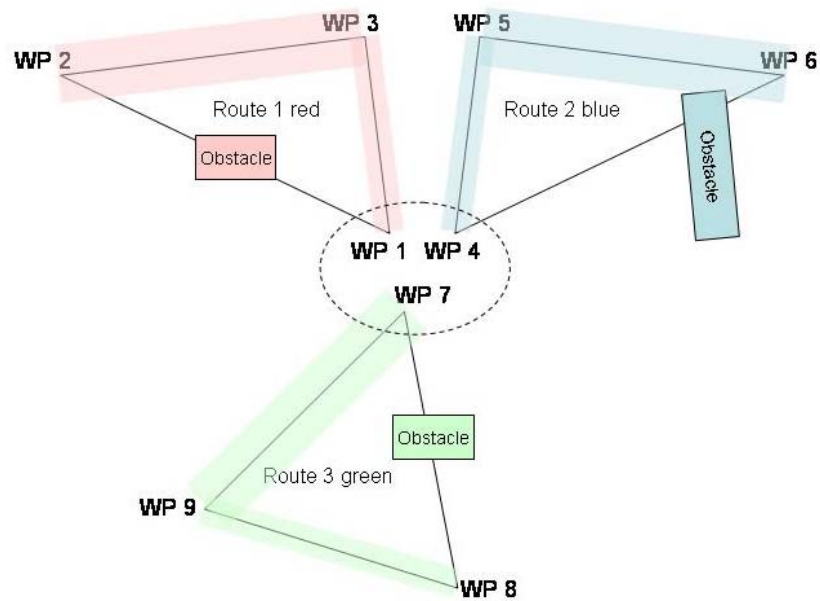 WP 3
WP 5
WP 2
WP 6
Route 1 red
Route 2 blue
Obstacle
Obstacle
WP 1
WP 4
WP 7
Obstacle
Route 3 green
WP 9
WP 8